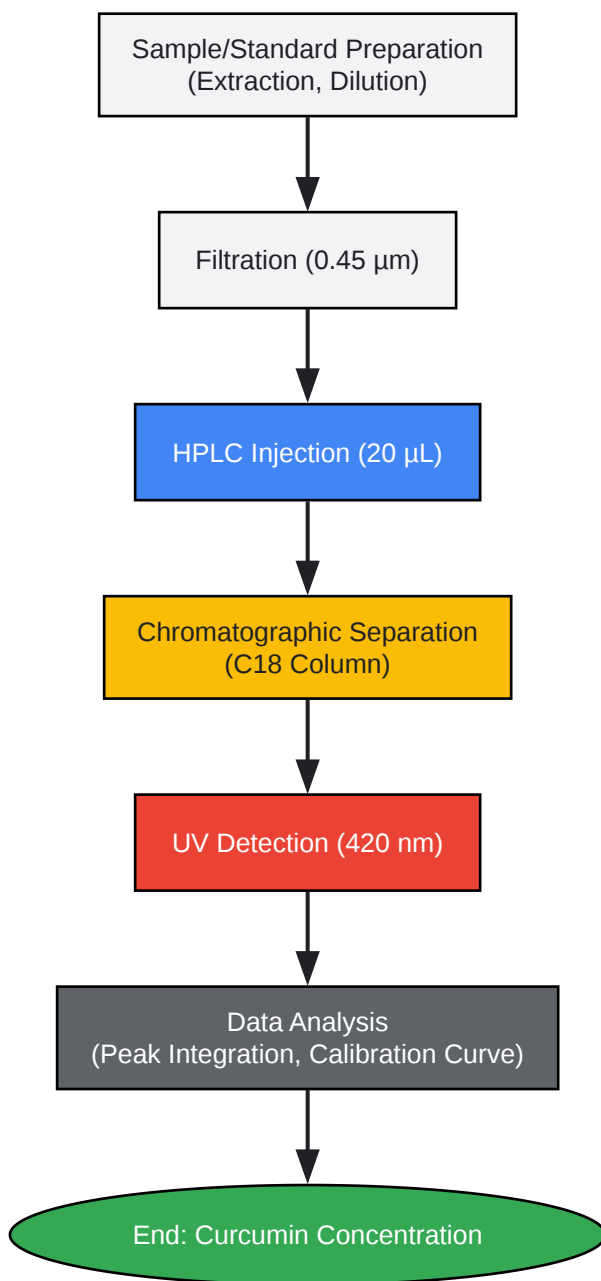 Sample/Standard Preparation
(Extraction, Dilution)
Filtration (0.45 µm)
HPLC Injection (20 µL)
Chromatographic Separation
(C18 Column)
UV Detection (420 nm)
Data Analysis
(Peak Integration, Calibration Curve)
End: Curcumin Concentration